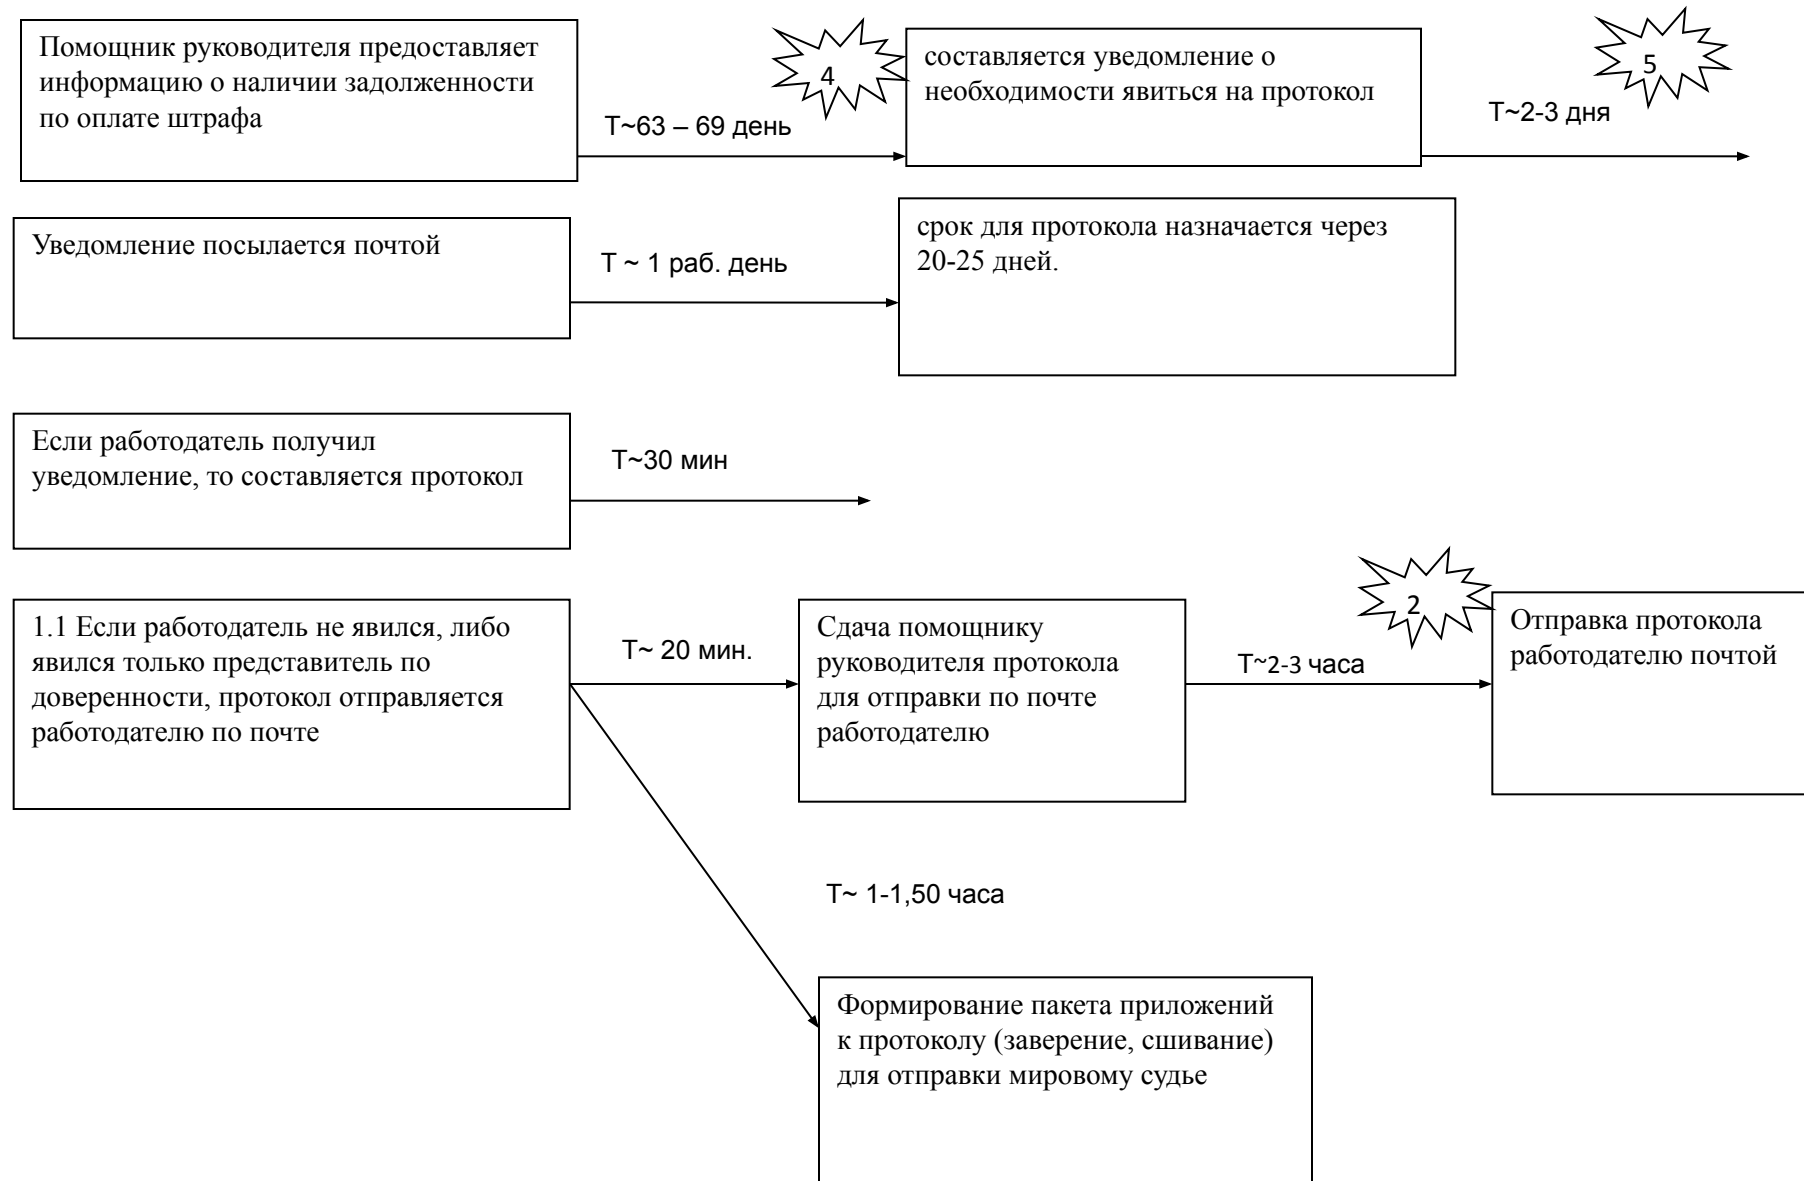 Помощник руководителя предоставляет
информацию о наличии задолженности
по оплате штрафа
Т~63 – 69 день
4
составляется уведомление о
необходимости явиться на протокол
5
Т~2-3 дня
Уведомление посылается почтой
Т ~ 1 раб. день
срок для протокола назначается через
20-25 дней.
Если работодатель получил
уведомление, то составляется протокол
Т~30 мин
1.1 Если работодатель не явился, либо
явился только представитель по
доверенности, протокол отправляется
работодателю по почте
Т~ 20 мин.
Сдача помощнику
руководителя протокола
для отправки по почте
работодателю
Т~2-3 часа
2
Отправка протокола
работодателю почтой
Т~ 1-1,50 часа
Формирование пакета приложений
к протоколу (заверение, сшивание)
для отправки мировому судье